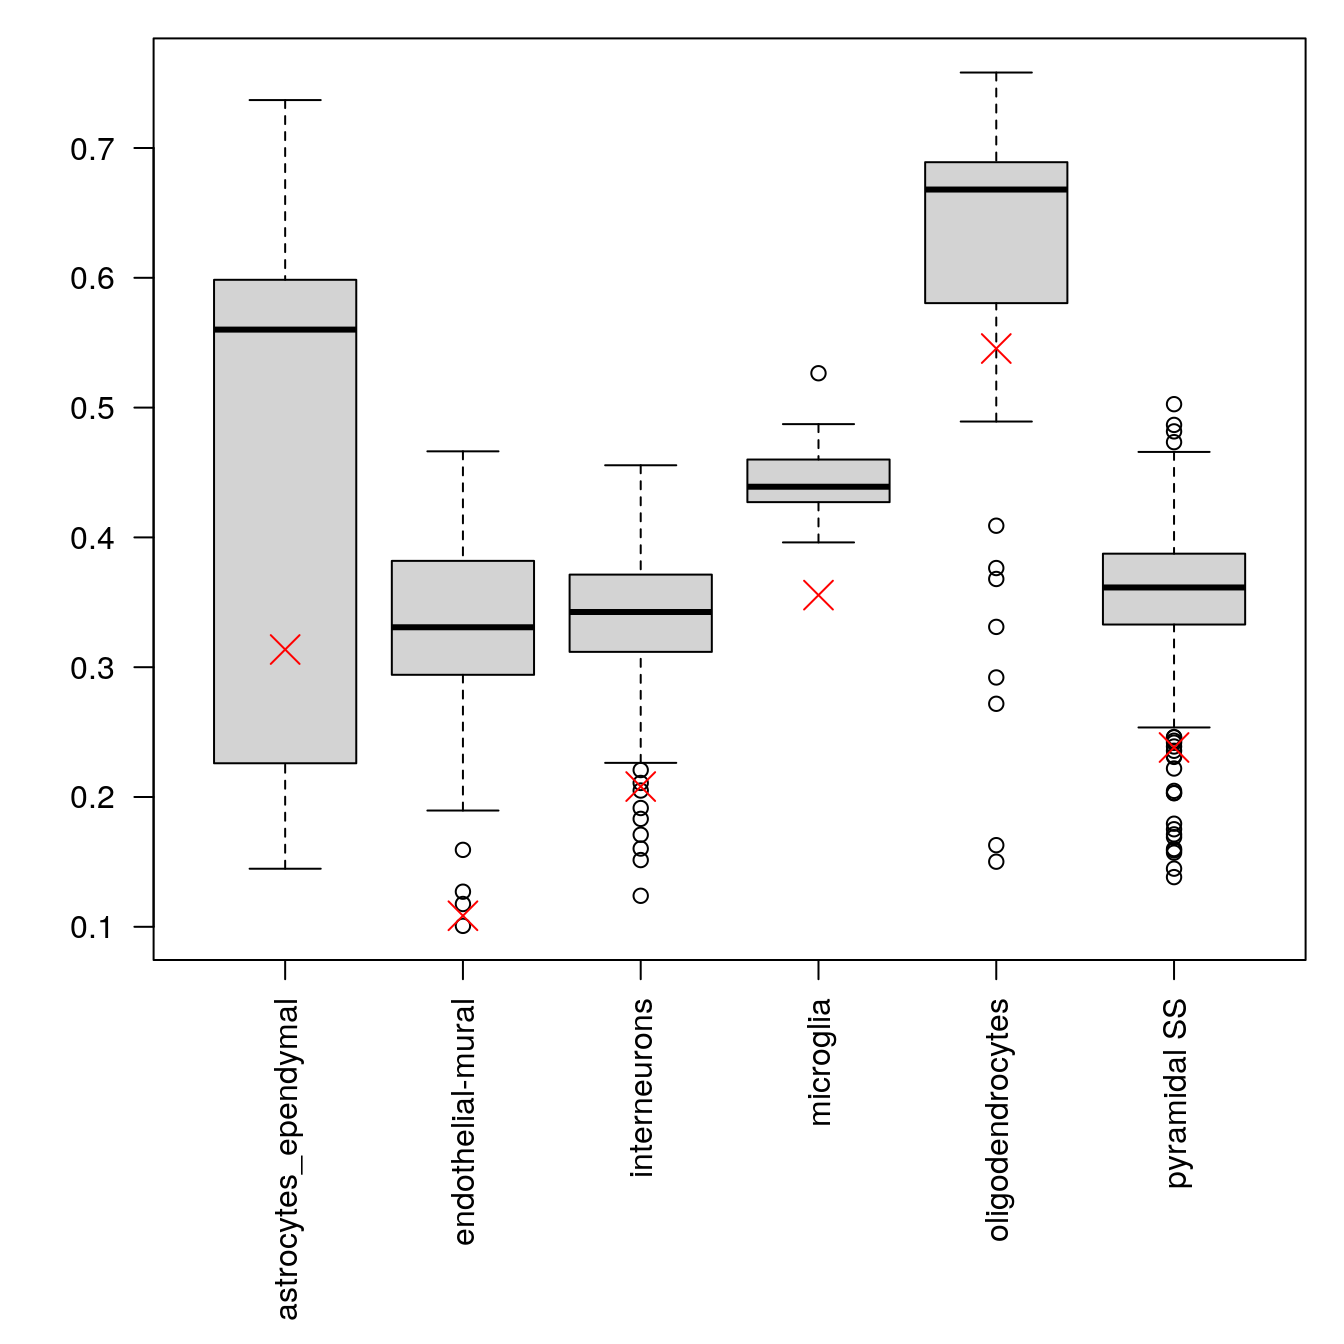 0.7
0.6
0.5
0.4
0.3
0.2
0.1
astrocytes_ependymal
endothelial-mural
interneurons
microglia
oligodendrocytes
pyramidal SS